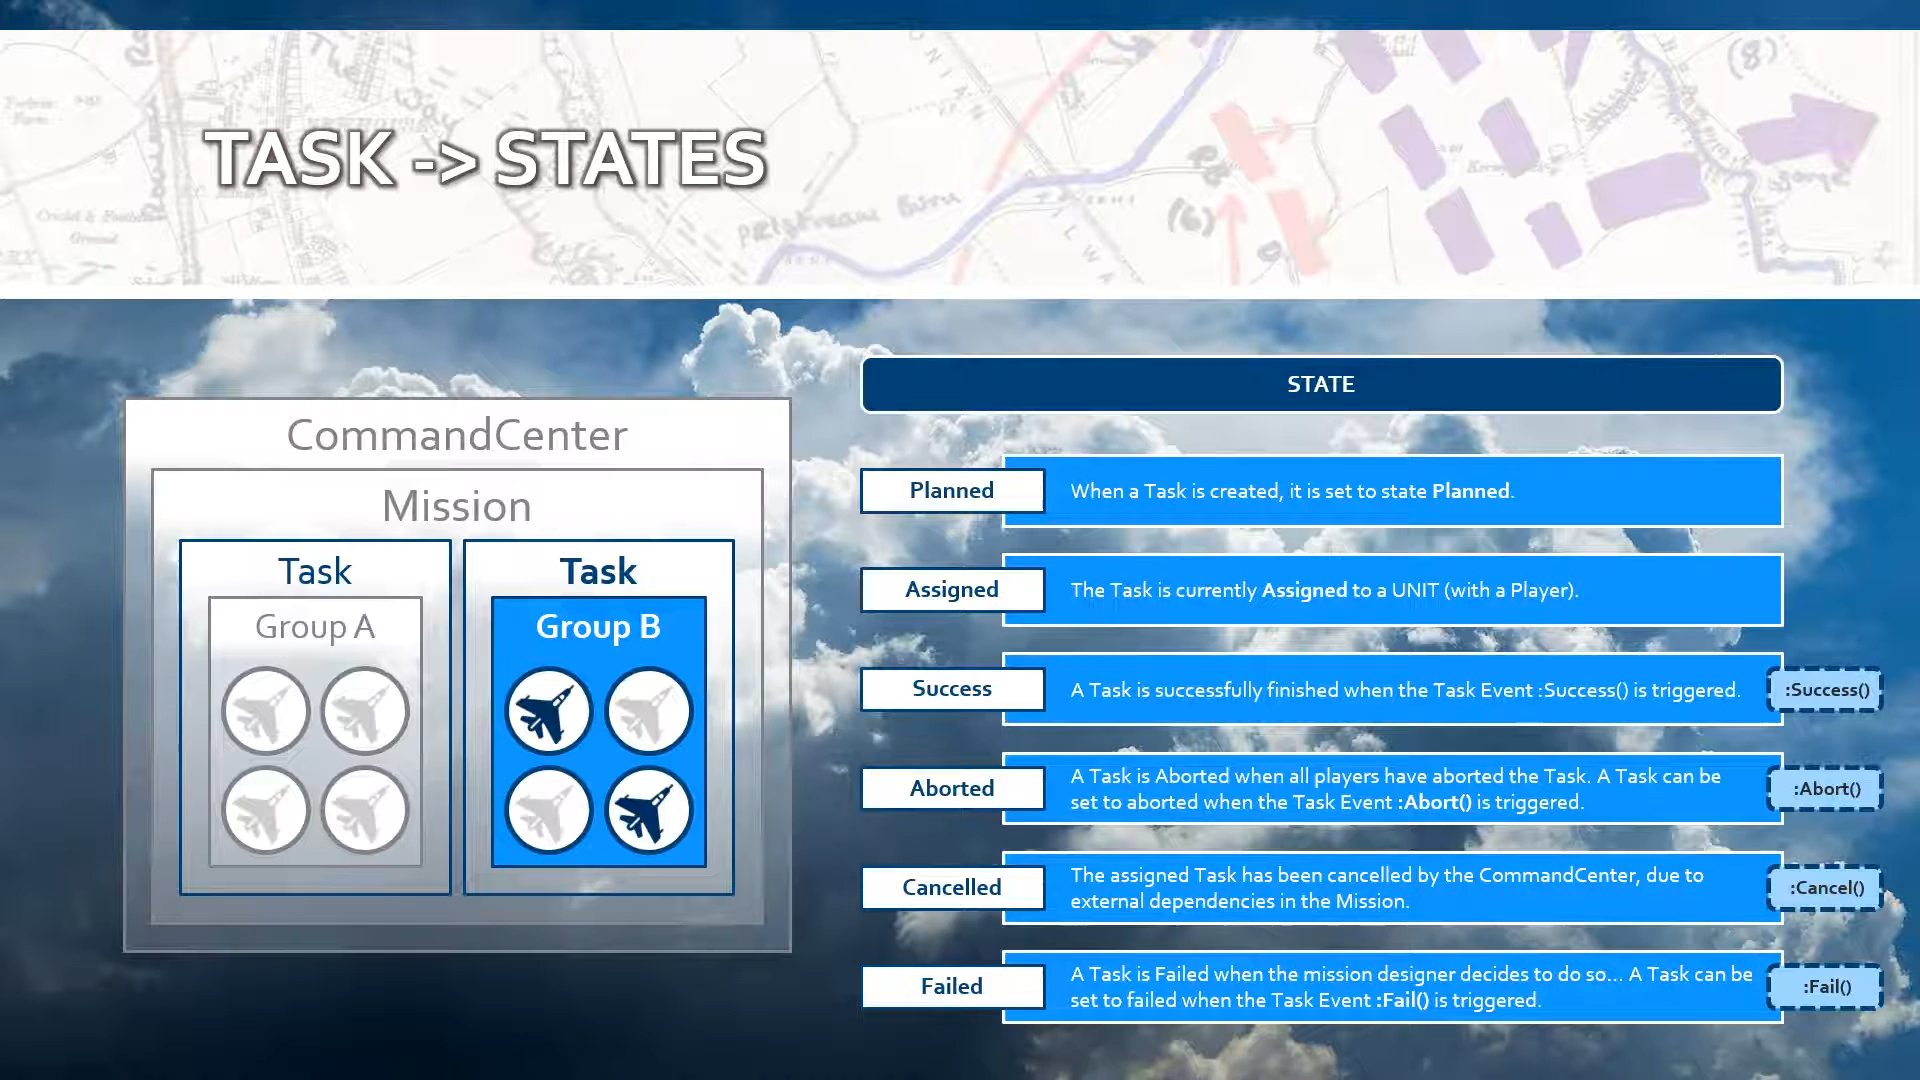 TASK -> STATES
(8)
(6)
CommandCenter
Mission
Task
Group A
Task
Group B
STATE
Planned
When a Task is created, it is set to state Planned.
Assigned
The Task is currently Assigned to a UNIT (with a Player).
Success
A Task is successfully finished when the Task Event :Success() is triggered.
:Success()
Aborted
A Task is Aborted when all players have aborted the Task. A Task can be
set to aborted when the Task Event :Abort() is triggered.
:Abort()
Cancelled
The assigned Task has been cancelled by the CommandCenter, due to
external dependencies in the Mission.
:Cancel()
Failed
A Task is Failed when the mission designer decides to do so... A Task can be
set to failed when the Task Event :Fail() is triggered.
:Fail()